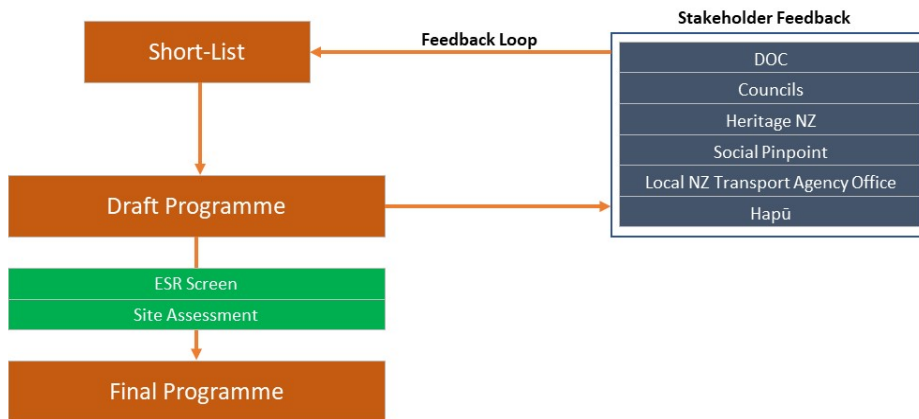 Stakeholder Feedback
Short-List
Feedback Loop
DOC
Councils
Heritage NZ
Social Pinpoint
Local NZ Transport Agency Office
Hapū
Draft Programme
ESR Screen
Site Assessment
Final Programme